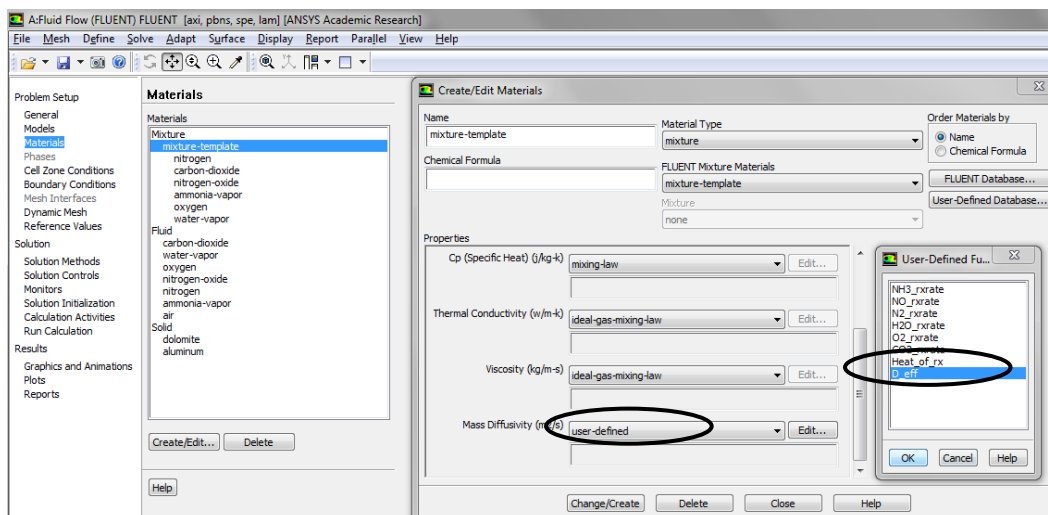 A:Fluid Flow (FLUENT) FLUENT [axi, pbns, spe, lam] [ANSYS Academic Research]
File Mesh Define Solve Adapt Surface Display Report Parallel View Help
Problem Setup
General
Models
Materials
Phases
Cell Zone Conditions
Boundary Conditions
Mesh Interfaces
Dynamic Mesh
Reference Values
Solution
Solution Methods
Solution Controls
Monitors
Solution Initialization
Calculation Activities
Run Calculation
Results
Graphics and Animations
Plots
Reports
Materials
Materials
Mixture
mixture-template
nitrogen
carbon-dioxide
nitrogen-oxide
ammonia-vapor
oxygen
water-vapor
Fluid
carbon-dioxide
water-vapor
oxygen
nitrogen-oxide
nitrogen
ammonia-vapor
air
Solid
dolomite
aluminum
Create/Edit... Delete
Help
Create/Edit Materials
Name
mixture-template
Chemical Formula
Material Type
mixture
FLUENT Mixture Materials
mixture-template
Mixture
none
Order Materials by
Name
Chemical Formula
FLUENT Database...
User-Defined Database...
Properties
Cp (Specific Heat) (j/kg-k) mixing-law Edit...
Thermal Conductivity (w/m-k) ideal-gas-mixing-law Edit...
Viscosity (kg/m-s) ideal-gas-mixing-law Edit...
Mass Diffusivity (m2/s) user-defined Edit...
Change/Create Delete Close Help
User-Defined Fu...
NH3_rxrate
NO_rxrate
N2_rxrate
H2O_rxrate
O2_rxrate
CO2_rxrate
Heat_of_rx
D_eff
OK Cancel Help